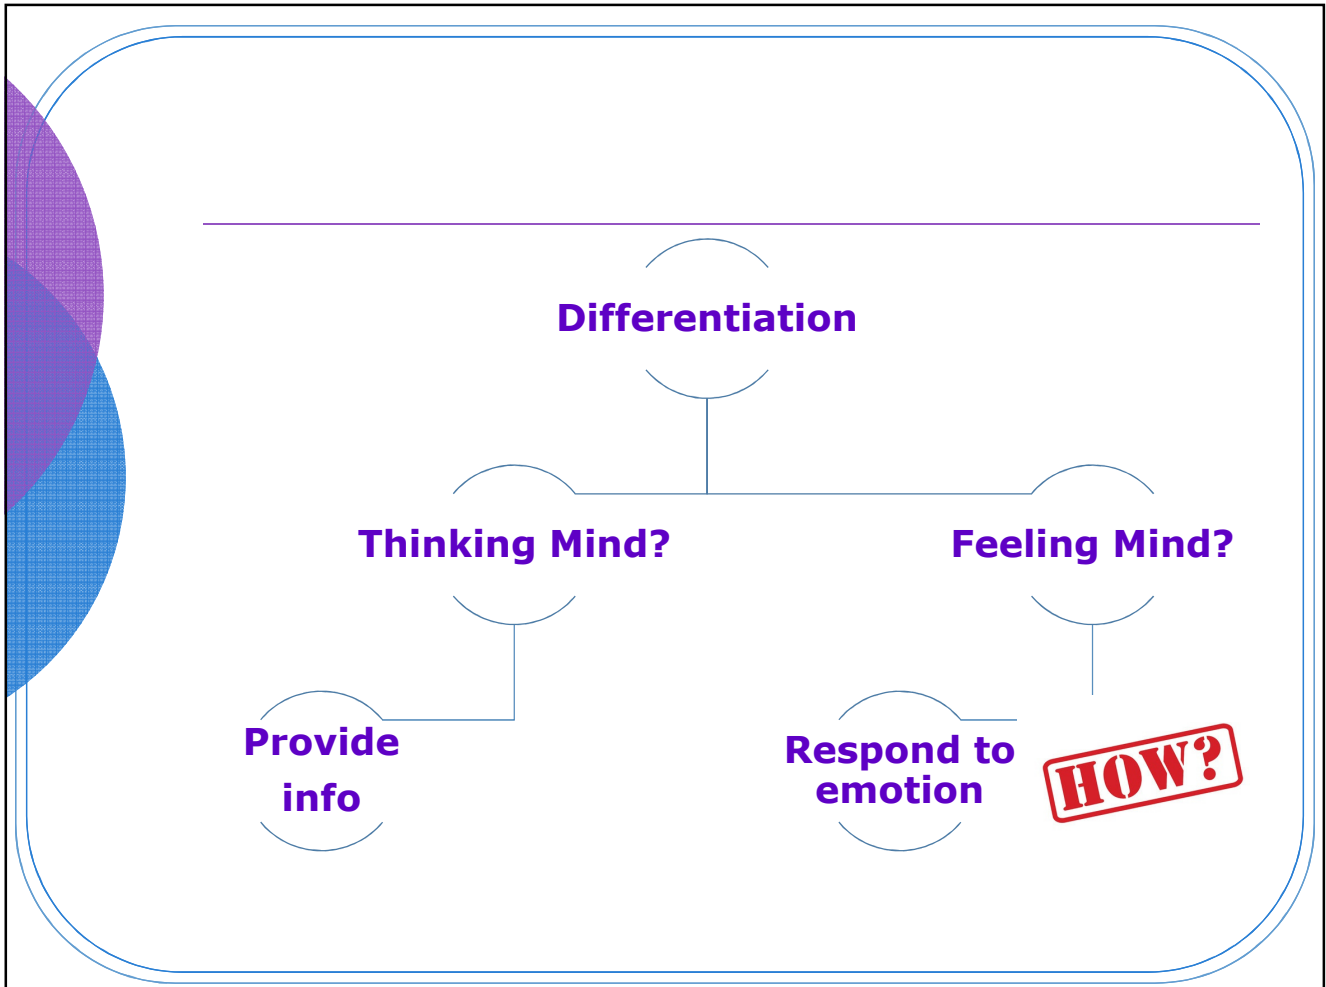 Differentiation
Thinking Mind?
Feeling Mind?
Provide
info
Respond to
emotion
HOW?